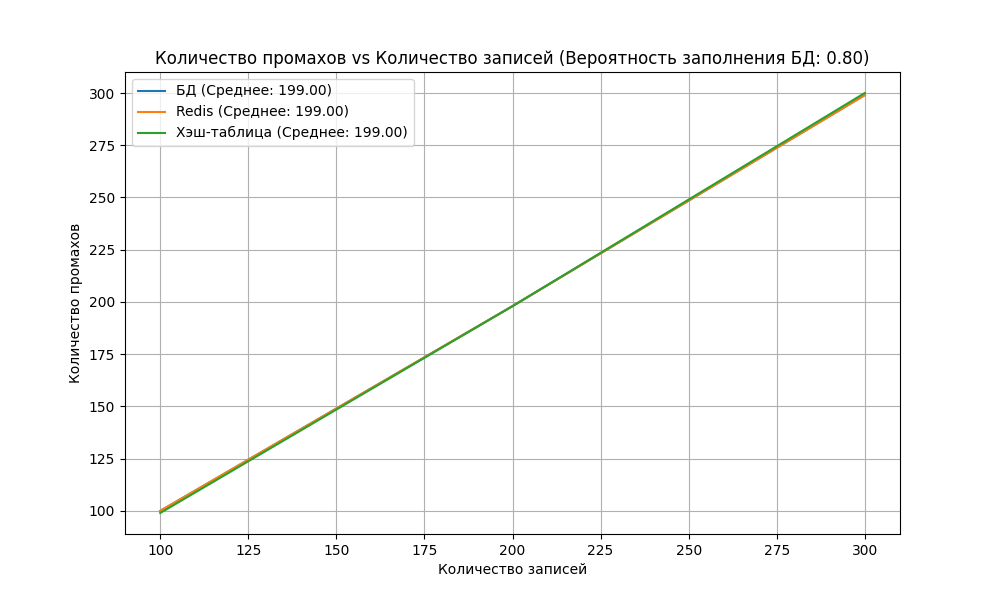 Количество промахов vs Количество записей (Вероятность заполнения БД: 0.80)
БД (Среднее: 199.00)
Redis (Среднее: 199.00)
Хэш-таблица (Среднее: 199.00)
300
275
250
225
200
175
150
125
100
Количество промахов
100 125 150 175 200 225 250 275 300
Количество записей